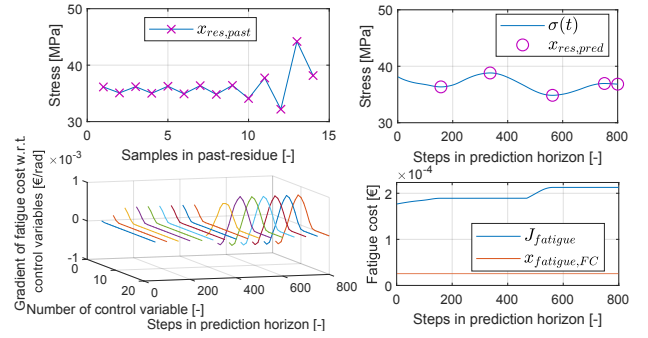 60
50
40
30
Stress [MPa]
x_{res,past}
0 5 10 15
Samples in past-residue [-]
60
50
40
30
Stress [MPa]
σ(t)
x_{res,pred}
0 200 400 600 800
Steps in prediction horizon [-]
×10^{-3}
1
0
-1
Gradient of fatigue cost w.r.t.
control variables [€/rad]
0
10
20
Number of control variable [-]
0 200 400 600 800
Steps in prediction horizon [-]
×10^{-4}
2
1
0
Fatigue cost [€]
J_{fatigue}
x_{fatigue,FC}
0 200 400 600 800
Steps in prediction horizon [-]